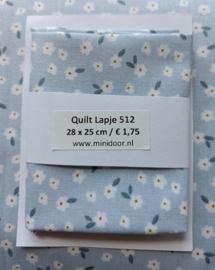 Quilt Lapje 512
28 x 25 cm / € 1,75
www.minidoor.nl